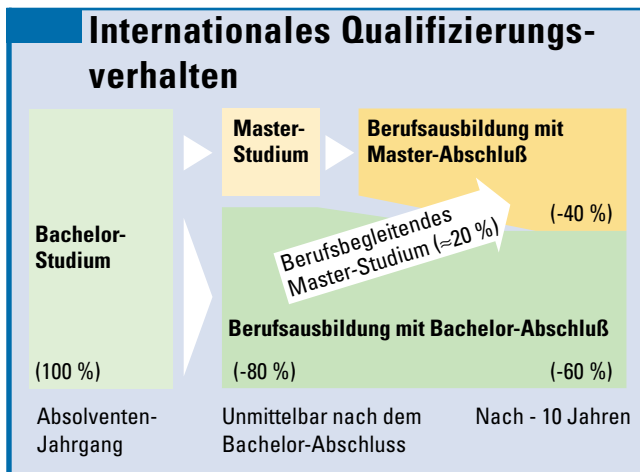 Internationales Qualifizierungs-
verhalten
Bachelor-
Studium
(100 %)
Master-
Studium
Berufsausbildung mit
Master-Abschluß
(-40 %)
Berufsbegleitendes
Master-Studium (≈20 %)
Berufsausbildung mit Bachelor-Abschluß
(-80 %)
(-60 %)
Absolventen-
Jahrgang
Unmittelbar nach dem
Bachelor-Abschluss
Nach - 10 Jahren